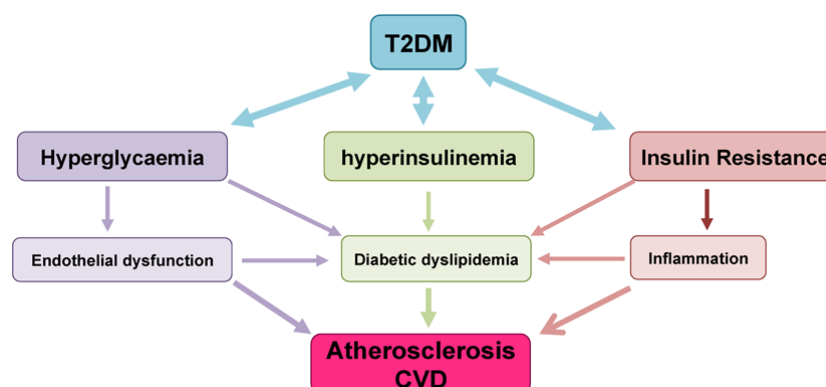 T2DM
Hyperglycaemia
hyperinsulinemia
Insulin Resistance
Endothelial dysfunction
Diabetic dyslipidemia
Inflammation
Atherosclerosis
CVD